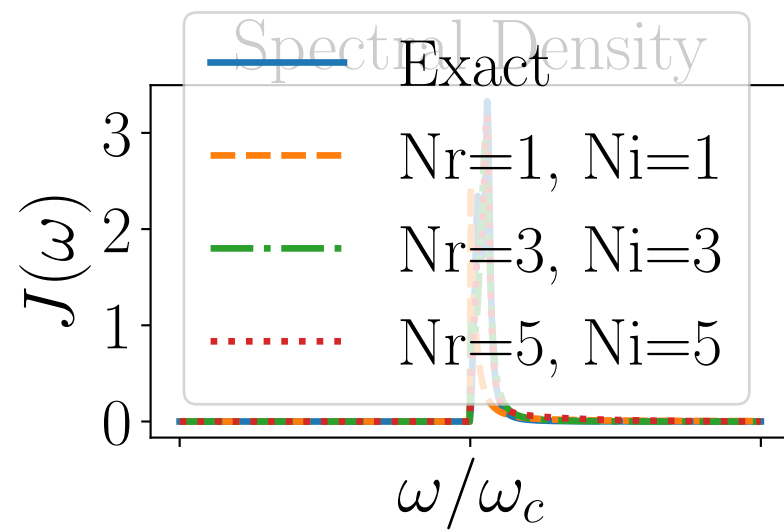 Spectral Density
Exact
Nr=1, Ni=1
Nr=3, Ni=3
Nr=5, Ni=5
3
2
1
0
J(ω)
ω/ω_c